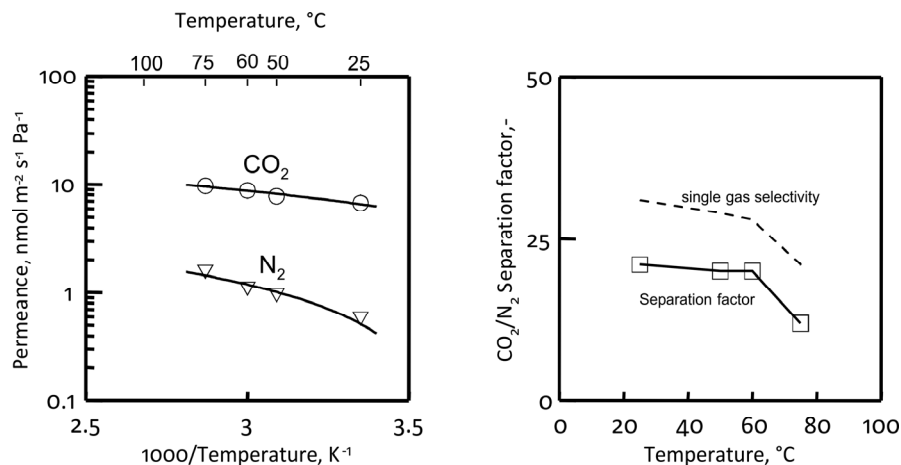 Temperature, °C
100 75 60 50 25
100
10
1
0.1
Permeance, nmol m⁻² s⁻¹ Pa⁻¹
CO₂
N₂
2.5 3 3.5
1000/Temperature, K⁻¹
50
25
0
CO₂/N₂ Separation factor,-
single gas selectivity
Separation factor
0 20 40 60 80 100
Temperature, °C